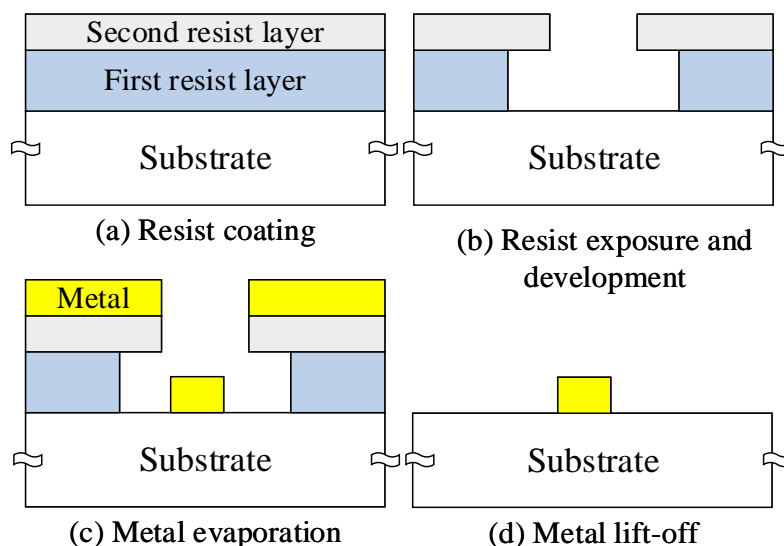 Second resist layer
First resist layer
Substrate
(a) Resist coating
Substrate
(b) Resist exposure and
development
Metal
Substrate
(c) Metal evaporation
Substrate
(d) Metal lift-off